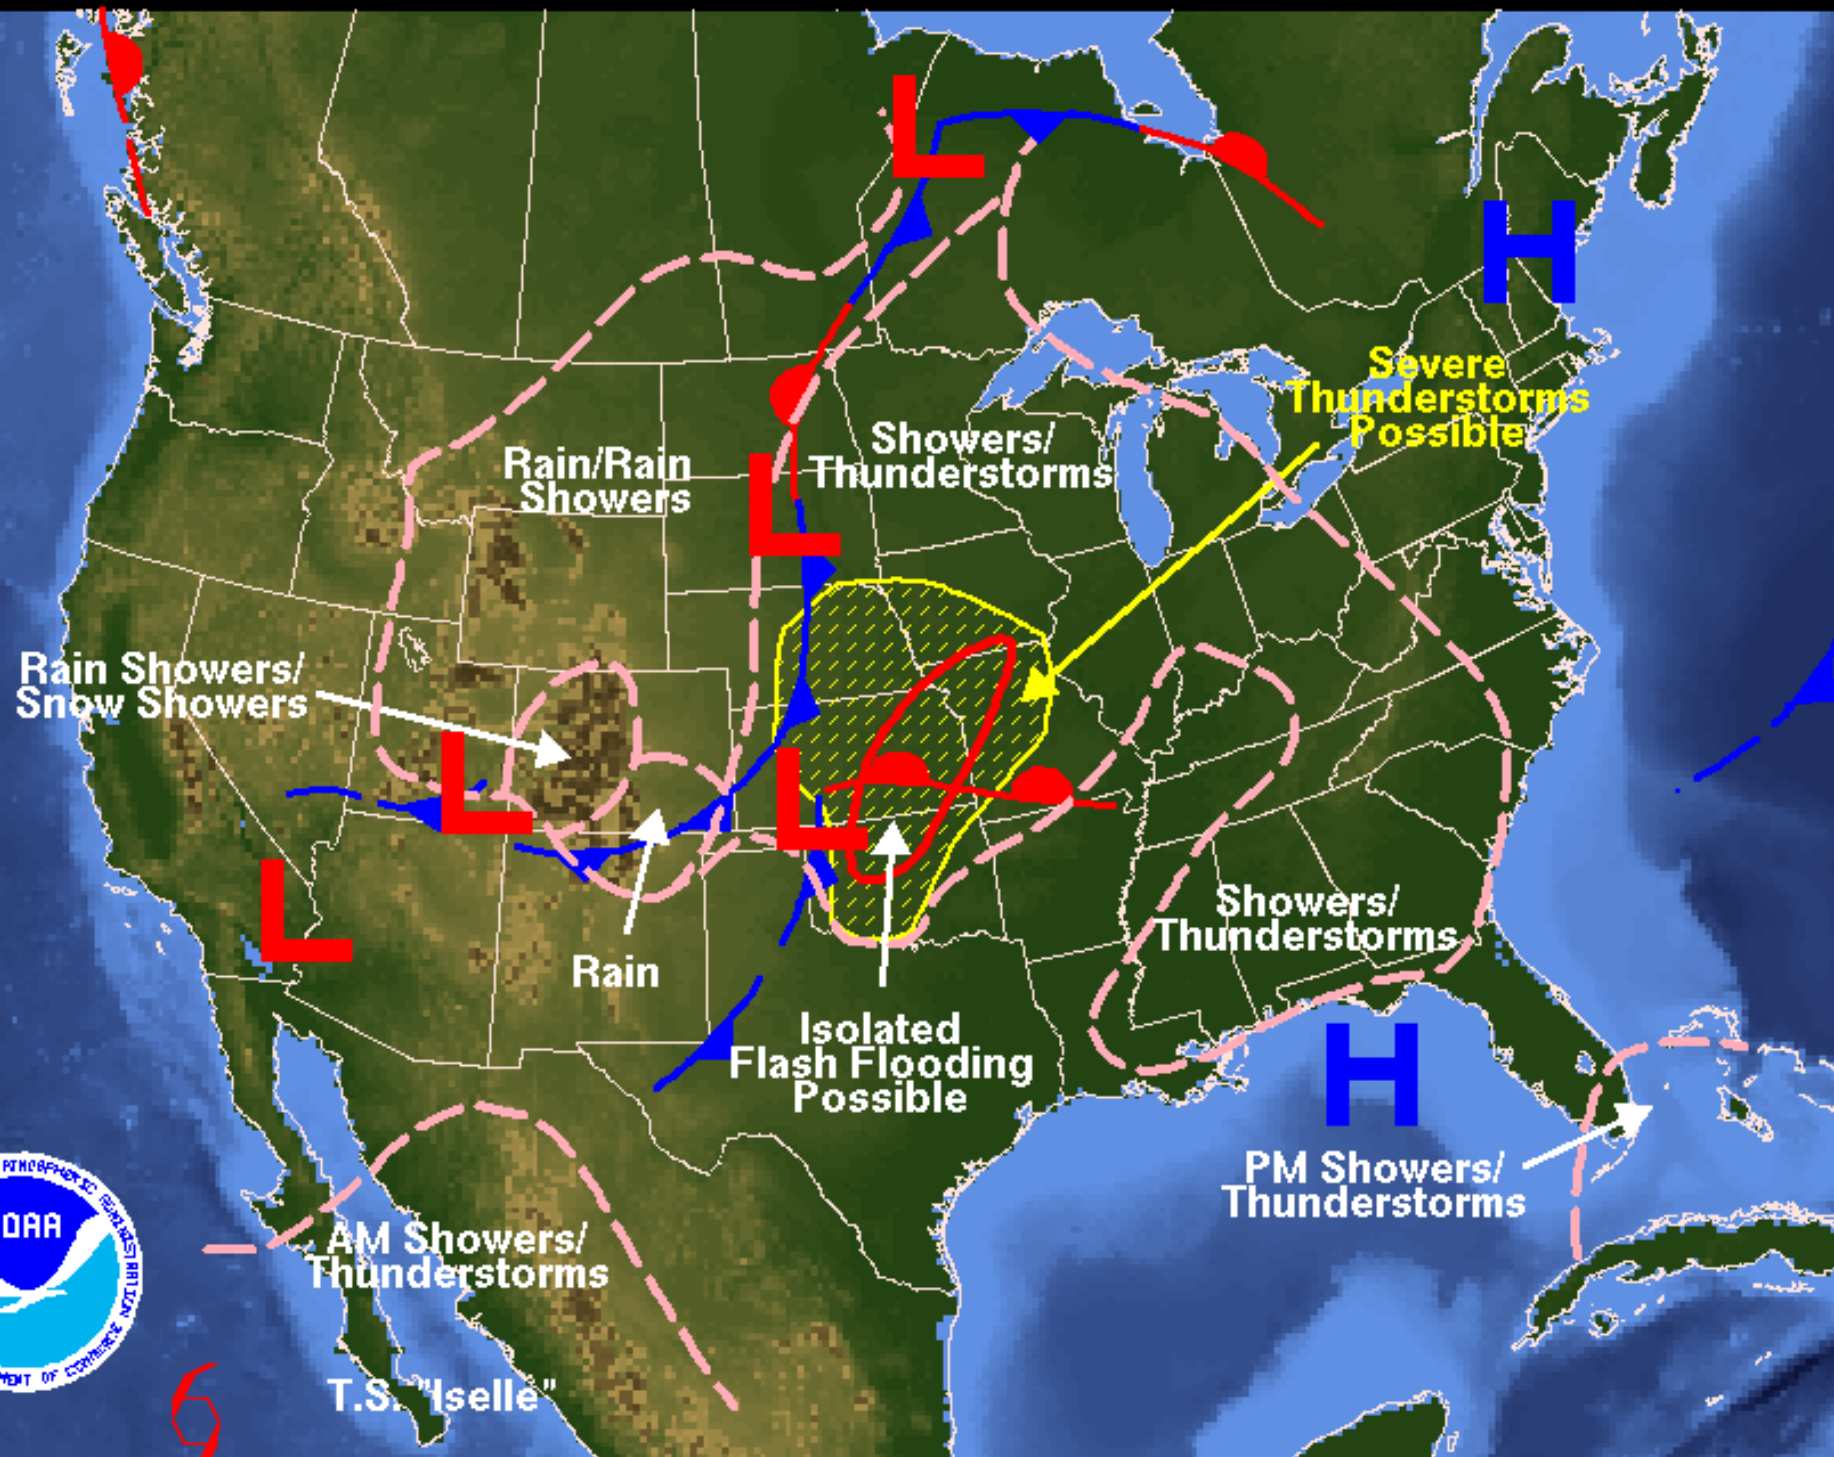 L
H
Severe
Thunderstorms
Possible
Showers/
Thunderstorms
Rain/Rain
Showers
L
Rain Showers/
Snow Showers
L
L
L
Showers/
Thunderstorms
Rain
Isolated
Flash Flooding
Possible
H
PM Showers/
Thunderstorms
AM Showers/
Thunderstorms
T.S. "Iselle"